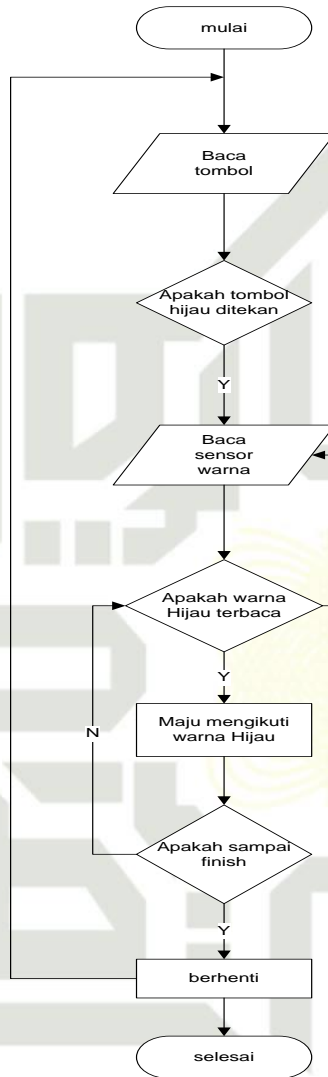 mulai
Baca
tombol
Apakah tombol
hijau ditekan
Y
Baca
sensor
warna
Apakah warna
Hijau terbaca
Y
N
Maju mengikuti
warna Hijau
Apakah sampai
finish
Y
berhenti
selesai